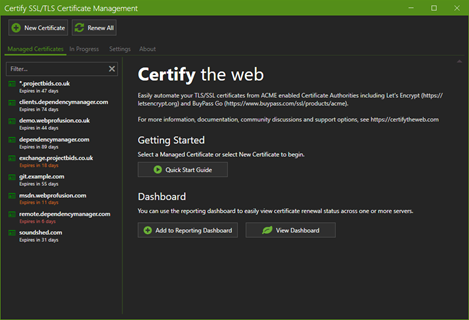 Certify SSL/TLS Certificate Management
New Certificate
Renew All
Managed Certificates
In Progress
Settings
About
Filter...
*.projectbids.co.uk
Expires in 47 days
clients.dependencymanager.com
Expires in 74 days
demo.webprofusion.co.uk
Expires in 44 days
dependencymanager.com
Expires in 89 days
exchange.projectbids.co.uk
Expires in 18 days
git.example.com
Expires in 55 days
msdn.webprofusion.com
Expires in 11 days
remote.dependencymanager.com
Expires in days
soundshed.com
Expires in 31 days
Certify the web
Easily automate your TLS/SSL certificates from ACME enabled Certificate Authorities including Let's Encrypt (https://
letsencrypt.org) and BuyPass Go (https://www.buypass.com/ssl/products/acme).
For more information, documentation, community discussions and support options, see https://certifytheweb.com
Getting Started
Select a Managed Certificate or select New Certificate to begin.
Quick Start Guide
Dashboard
You can use the reporting dashboard to easily view certificate renewal status across one or more servers.
Add to Reporting Dashboard
View Dashboard